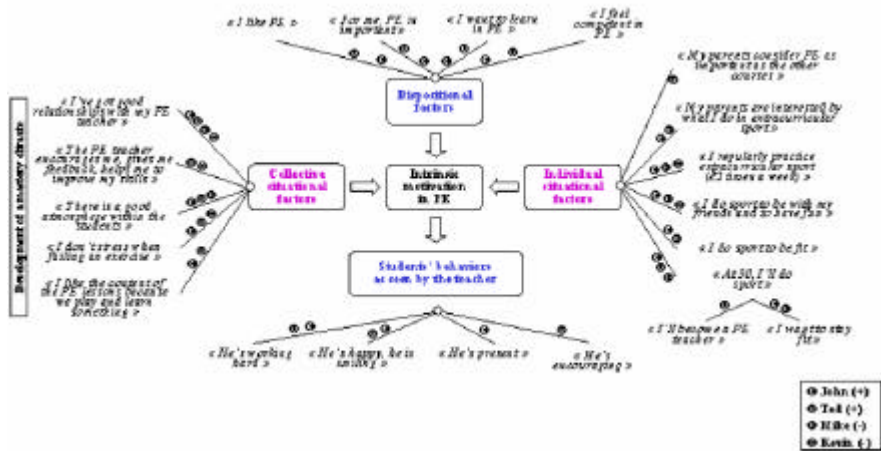 « I like PE »
« For me, PE is
important »
« I want to learn
in PE »
« I feel
competent in
PE »
Dispositional
factors
Development of a mastery climate
« I've got good
relationships with my PE
teacher »
« The PE teacher
encourages me, gives me
feedback, helps me to
improve my skills »
« There is a good
atmosphere within the
students »
« I don't stress when
failing an exercise »
« I like the content of
the PE lessons because
we play and learn
something »
Collective
situational
factors
Intrinsic
motivation
in PE
Individual
situational
factors
« My parents consider PE as
important as the other
courses »
« My parents are interested by
what I do in extracurricular
sport »
« I regularly practice
extracurricular sport
times a week) »
« I do sport to be with my
friends and to have fun »
« I do sport to be fit »
« At 30, I'll do
sport »
« I'll become a PE
teacher »
« I want to stay
fit »
Students' behaviors
as seen by the teacher
« He's working
hard »
« He's happy, he is
smiling »
« He's present »
« He's
encouraging »
John (+)
Ted (+)
Mike (-)
Kevin (-)